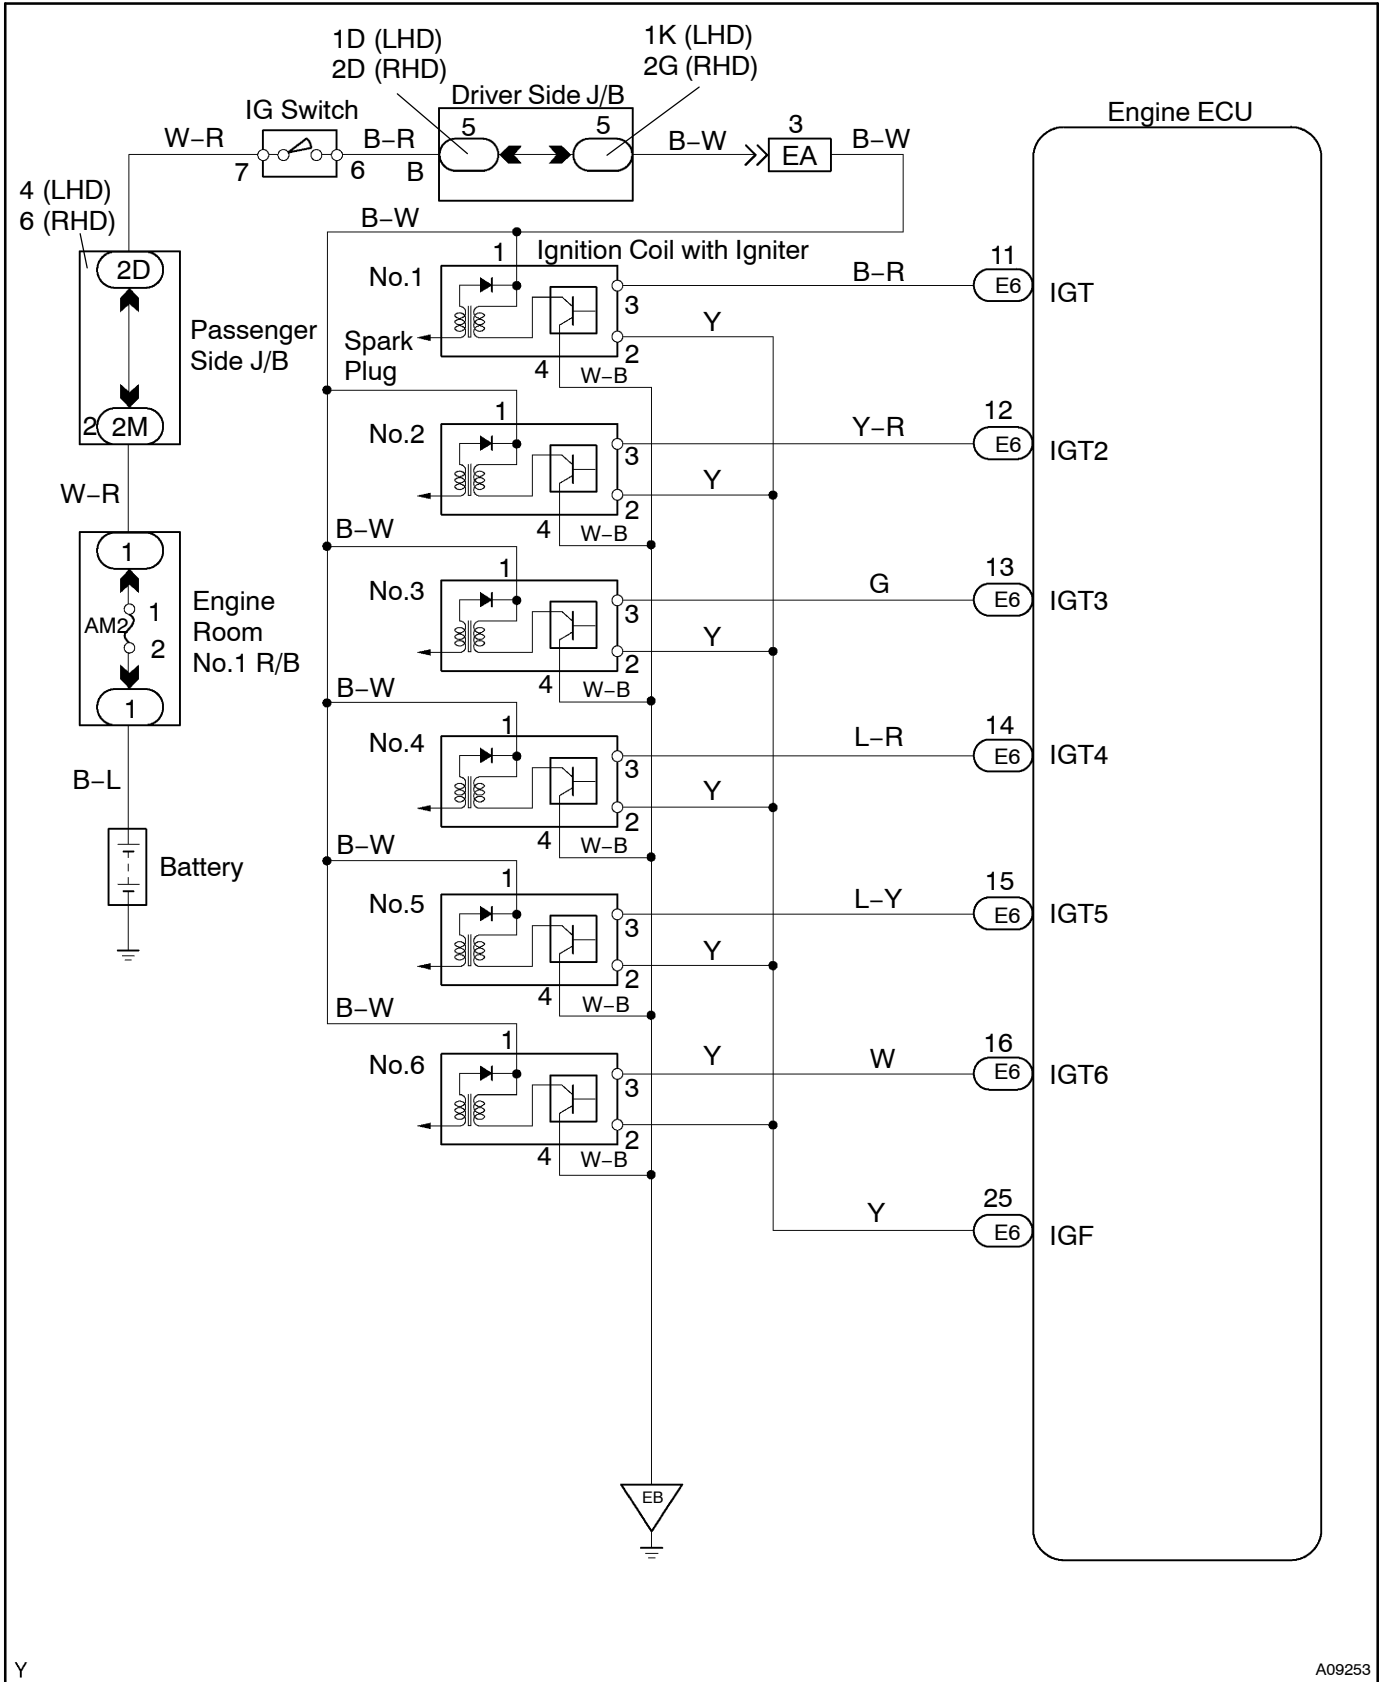 1D (LHD)
2D (RHD)
1K (LHD)
2G (RHD)
IG Switch
Driver Side J/B
Engine ECU
W–R
7
6
B–R
B
5
5
B–W
3
EA
B–W
4 (LHD)
6 (RHD)
2D
Passenger
Side J/B
2
2M
W–R
1
AM2
1
2
Engine
Room
No.1 R/B
1
B–L
Battery
B–W
Ignition Coil with Igniter
No.1
1
3
2
4
Spark
Plug
W–B
B–R
Y
11
E6
IGT
No.2
1
3
2
4
W–B
Y–R
Y
12
E6
IGT2
B–W
No.3
1
3
2
4
W–B
G
Y
13
E6
IGT3
B–W
No.4
1
3
2
4
W–B
L–R
Y
14
E6
IGT4
B–W
No.5
1
3
2
4
W–B
L–Y
Y
15
E6
IGT5
B–W
No.6
1
3
2
4
W–B
Y
W
16
E6
IGT6
Y
25
E6
IGF
EB
Y
A09253